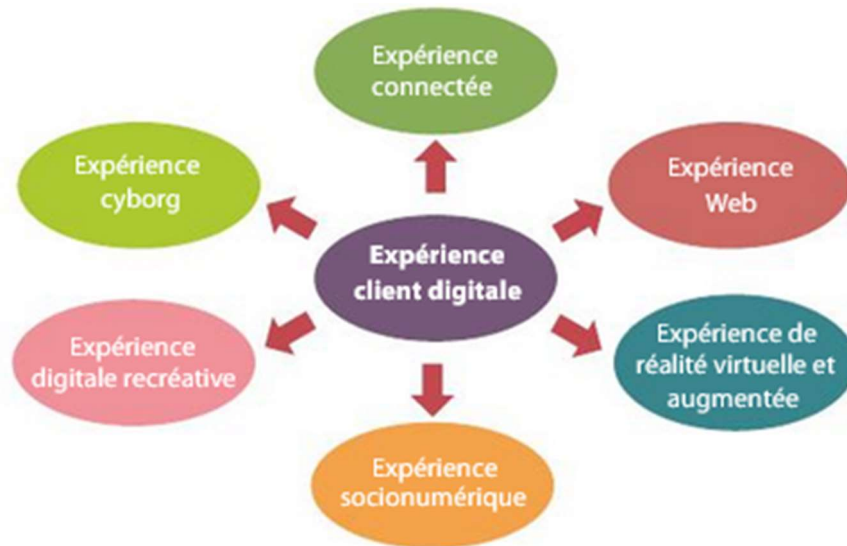 Expérience
connectée
Expérience
cyborg
Expérience
Web
Expérience
client digitale
Expérience
digitale recréative
Expérience de
réalité virtuelle et
augmentée
Expérience
socionumérique